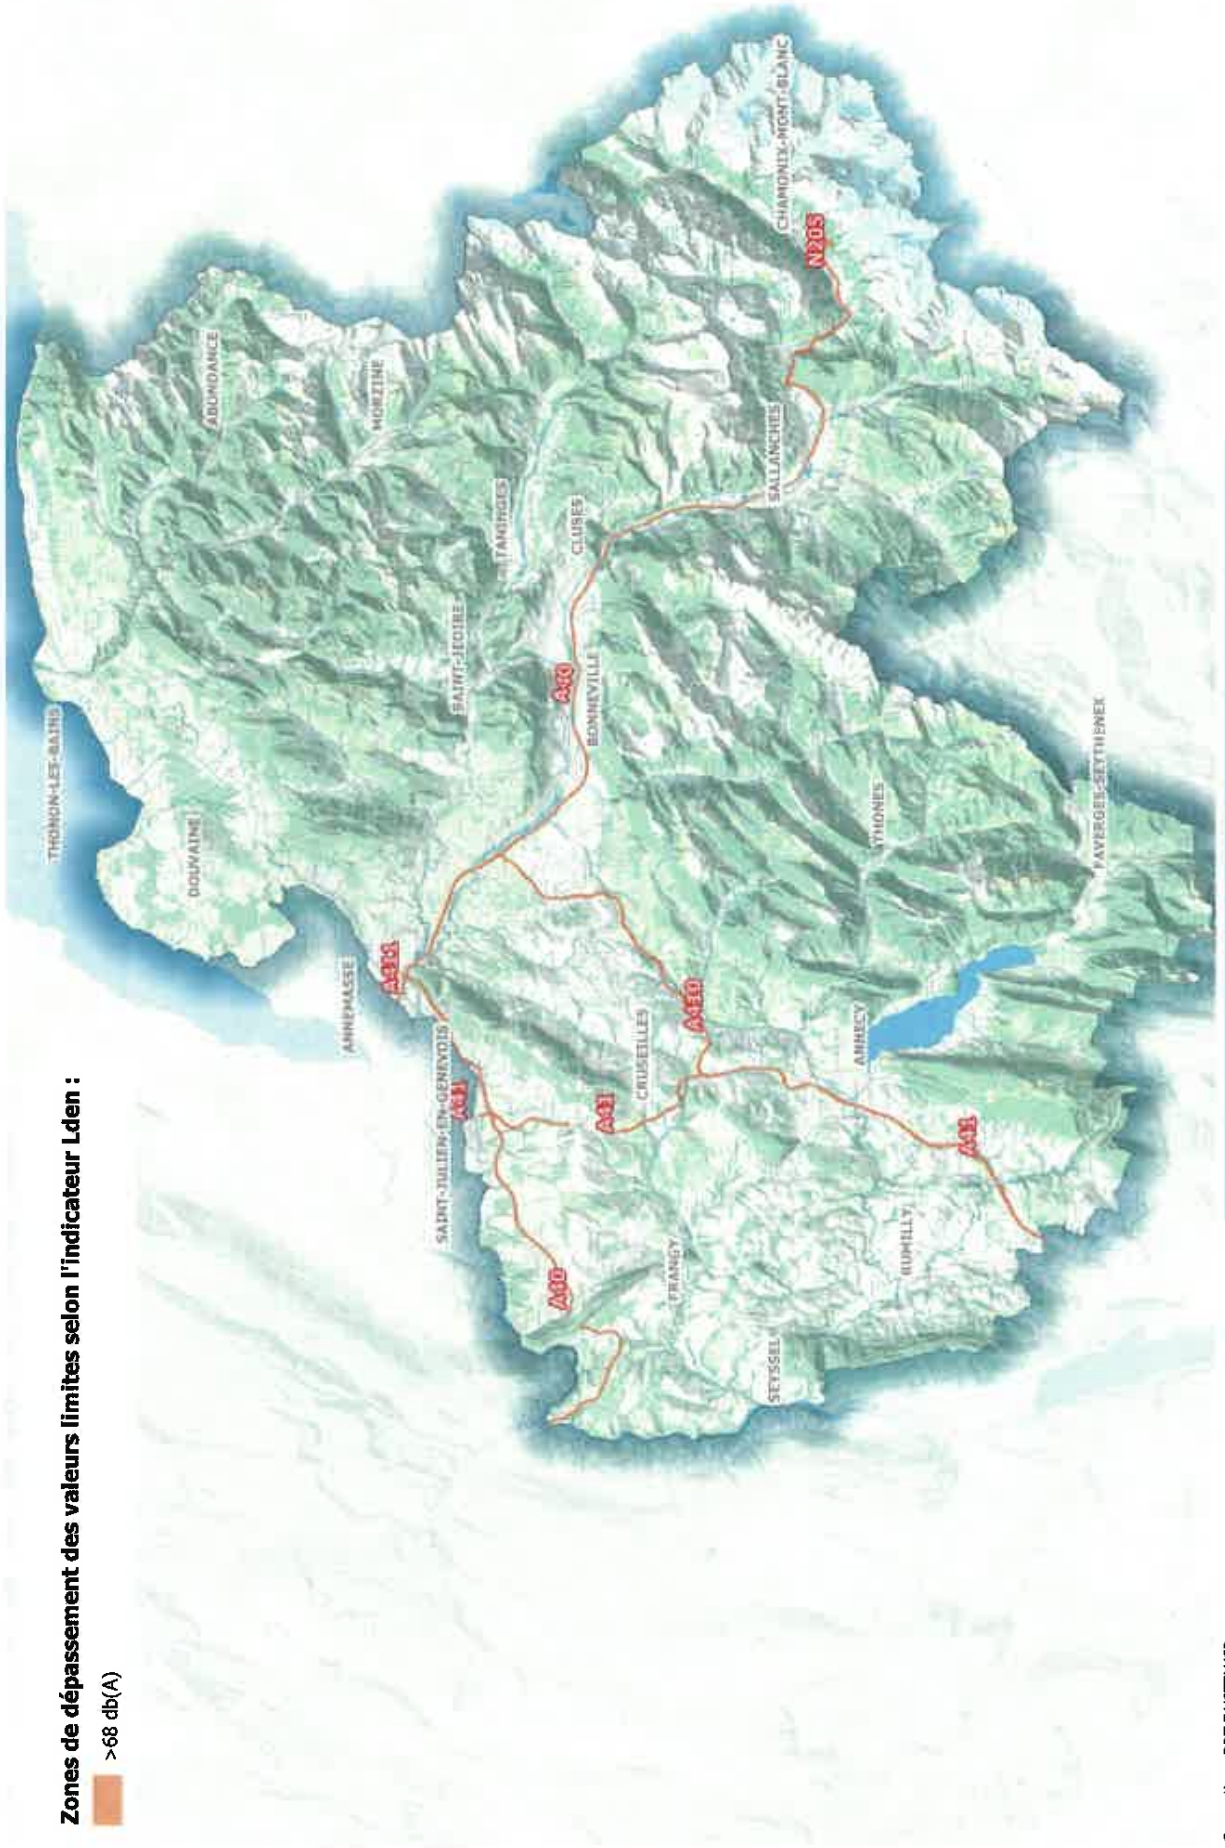 Zones de dépassement des valeurs limites selon l'indicateur Lden :
>68 db(A)
THONON-LES-BAINS
DOUVAINE
ABONDANCE
ANNEMASSE
MORZINE
A411
SAINT-JULIEN-EN-GENEVOIS
A41
SAINT-JEOIRE
TANINGES
CLUSES
A40
A40
BONNEVILLE
A41
CRUSEILLES
FRANGY
A410
SEYSSEL
SALLANCHES
CHAMONIX-MONT-BLANC
N205
ANNECY
THONES
RUMILLY
A41
FAVERGES-SEYTHENEX